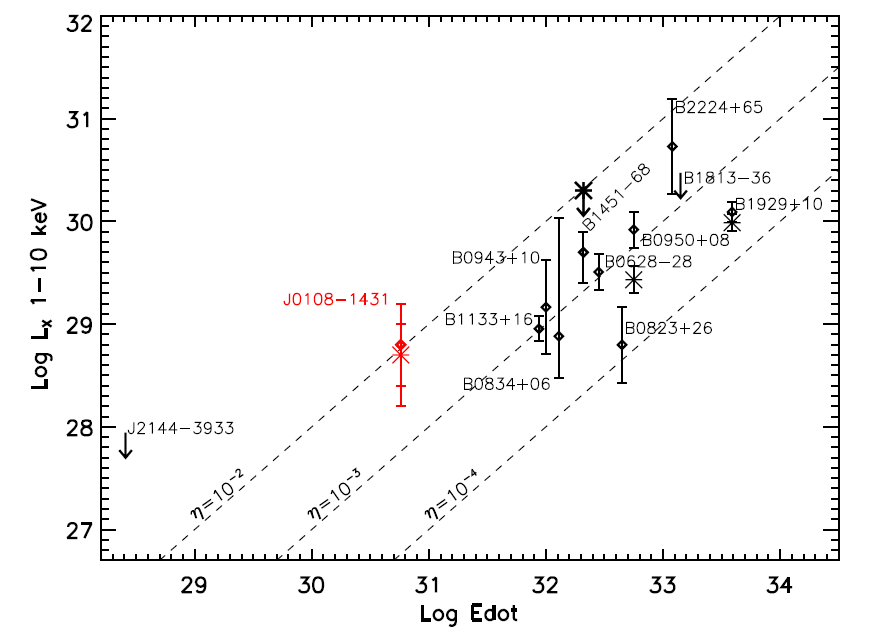 32
31
30
29
28
27
Log Lx 1−10 keV
B2224+65
B1813−36
B1451−68
B1929+10
B0950+08
B0943+10
B0628−28
J0108−1431
B1133+16
B0823+26
B0834+06
J2144−3933
η=10⁻²
η=10⁻³
η=10⁻⁴
29 30 31 32 33 34
Log Edot